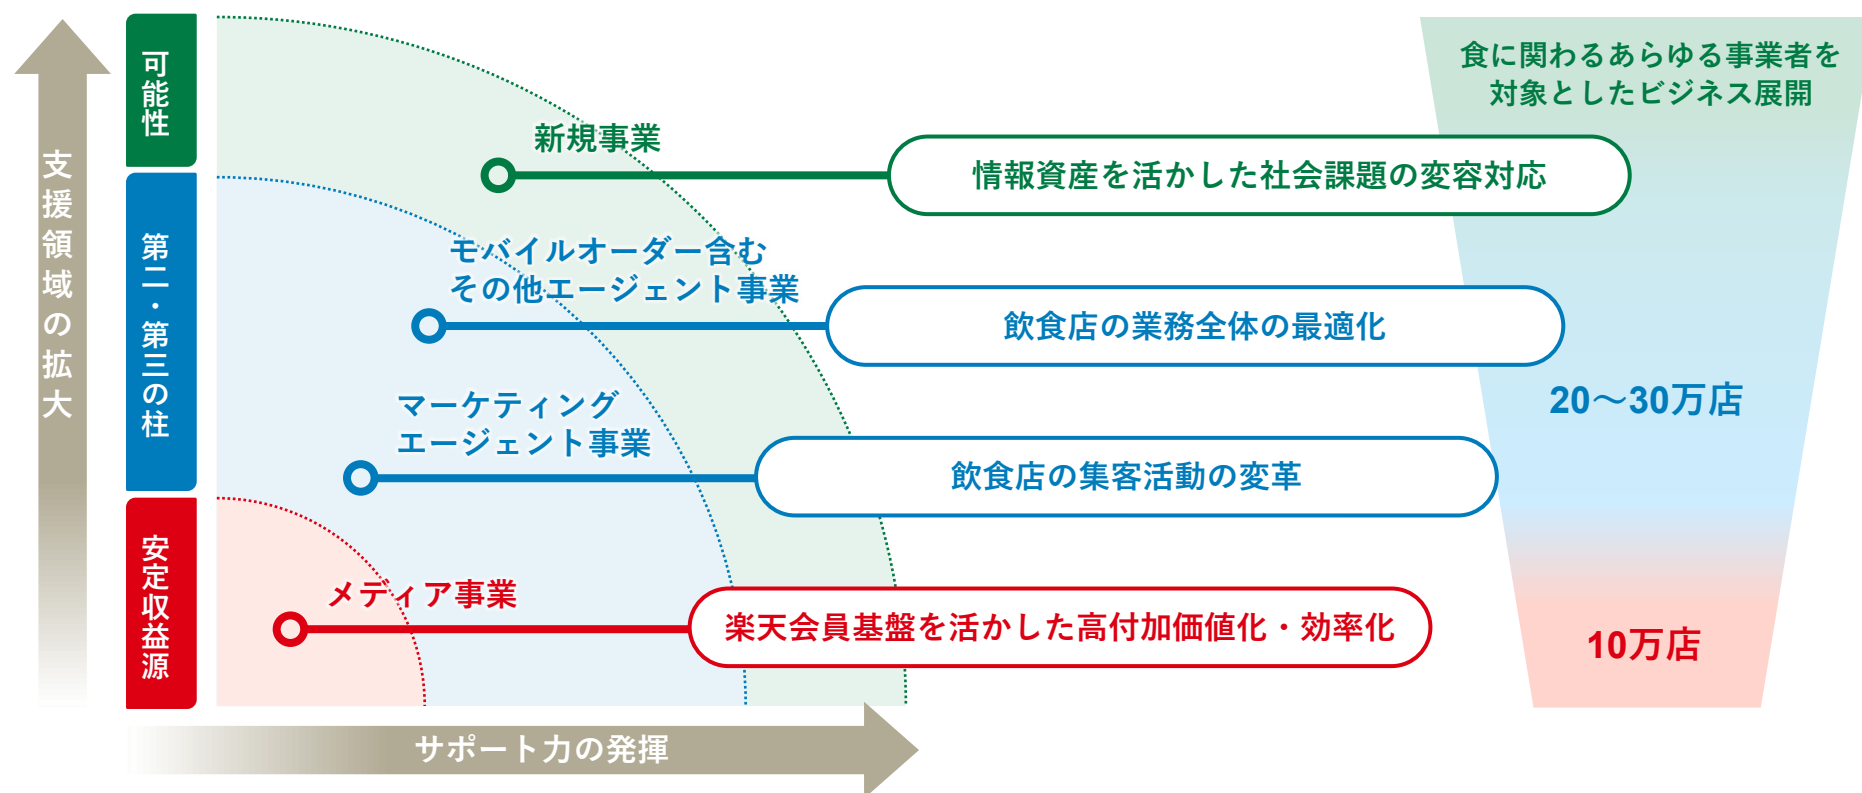 支援領域の拡大
可能性
第二・第三の柱
安定収益源
食に関わるあらゆる事業者を
対象としたビジネス展開
新規事業
情報資産を活かした社会課題の変容対応
モバイルオーダー含む
その他エージェント事業
飲食店の業務全体の最適化
20〜30万店
マーケティング
エージェント事業
飲食店の集客活動の変革
メディア事業
楽天会員基盤を活かした高付加価値化・効率化
10万店
サポート力の発揮